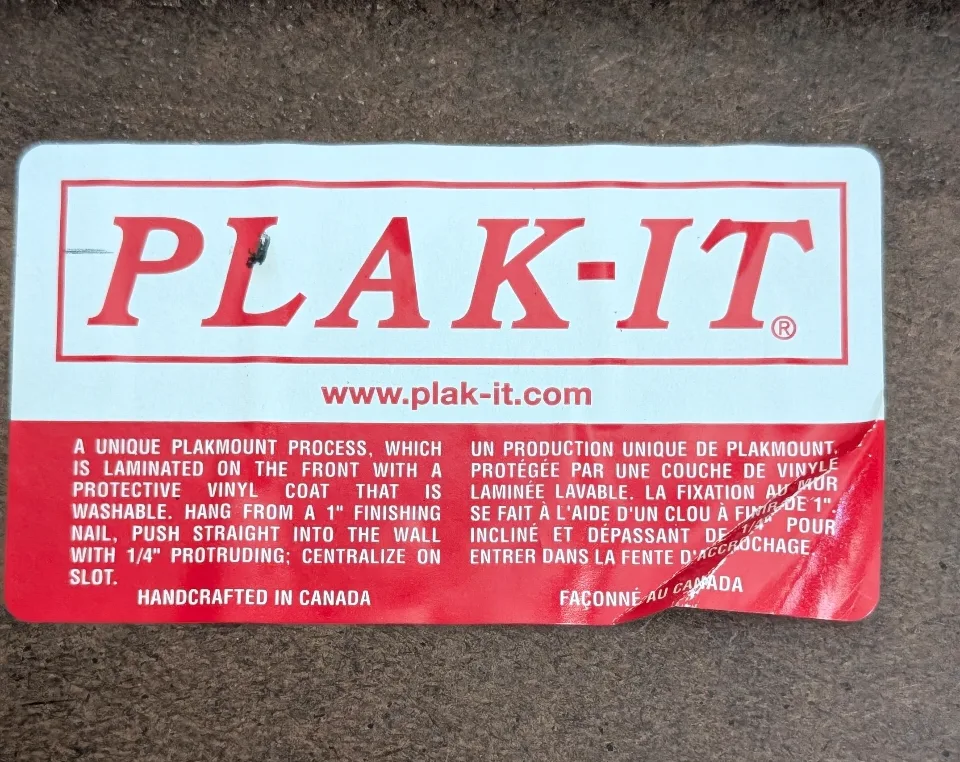 PLAK-IT®
www.plak-it.com
A UNIQUE PLAKMOUNT PROCESS, WHICH
IS LAMINATED ON THE FRONT WITH A
PROTECTIVE VINYL COAT THAT IS
WASHABLE. HANG FROM A 1" FINISHING
NAIL, PUSH STRAIGHT INTO THE WALL
WITH 1/4" PROTRUDING; CENTRALIZE ON
SLOT.
HANDCRAFTED IN CANADA
UN PRODUCTION UNIQUE DE PLAKMOUNT,
PROTÉGÉE PAR UNE COUCHE DE VINYLE
LAMINÉE LAVABLE. LA FIXATION AU MUR
SE FAIT À L'AIDE D'UN CLOU À FINIR DE 1".
INCLINÉ ET DÉPASSANT DE 1/4" POUR
ENTRER DANS LA FENTE D'ACCROCHAGE.
FAÇONNÉ AU CANADA